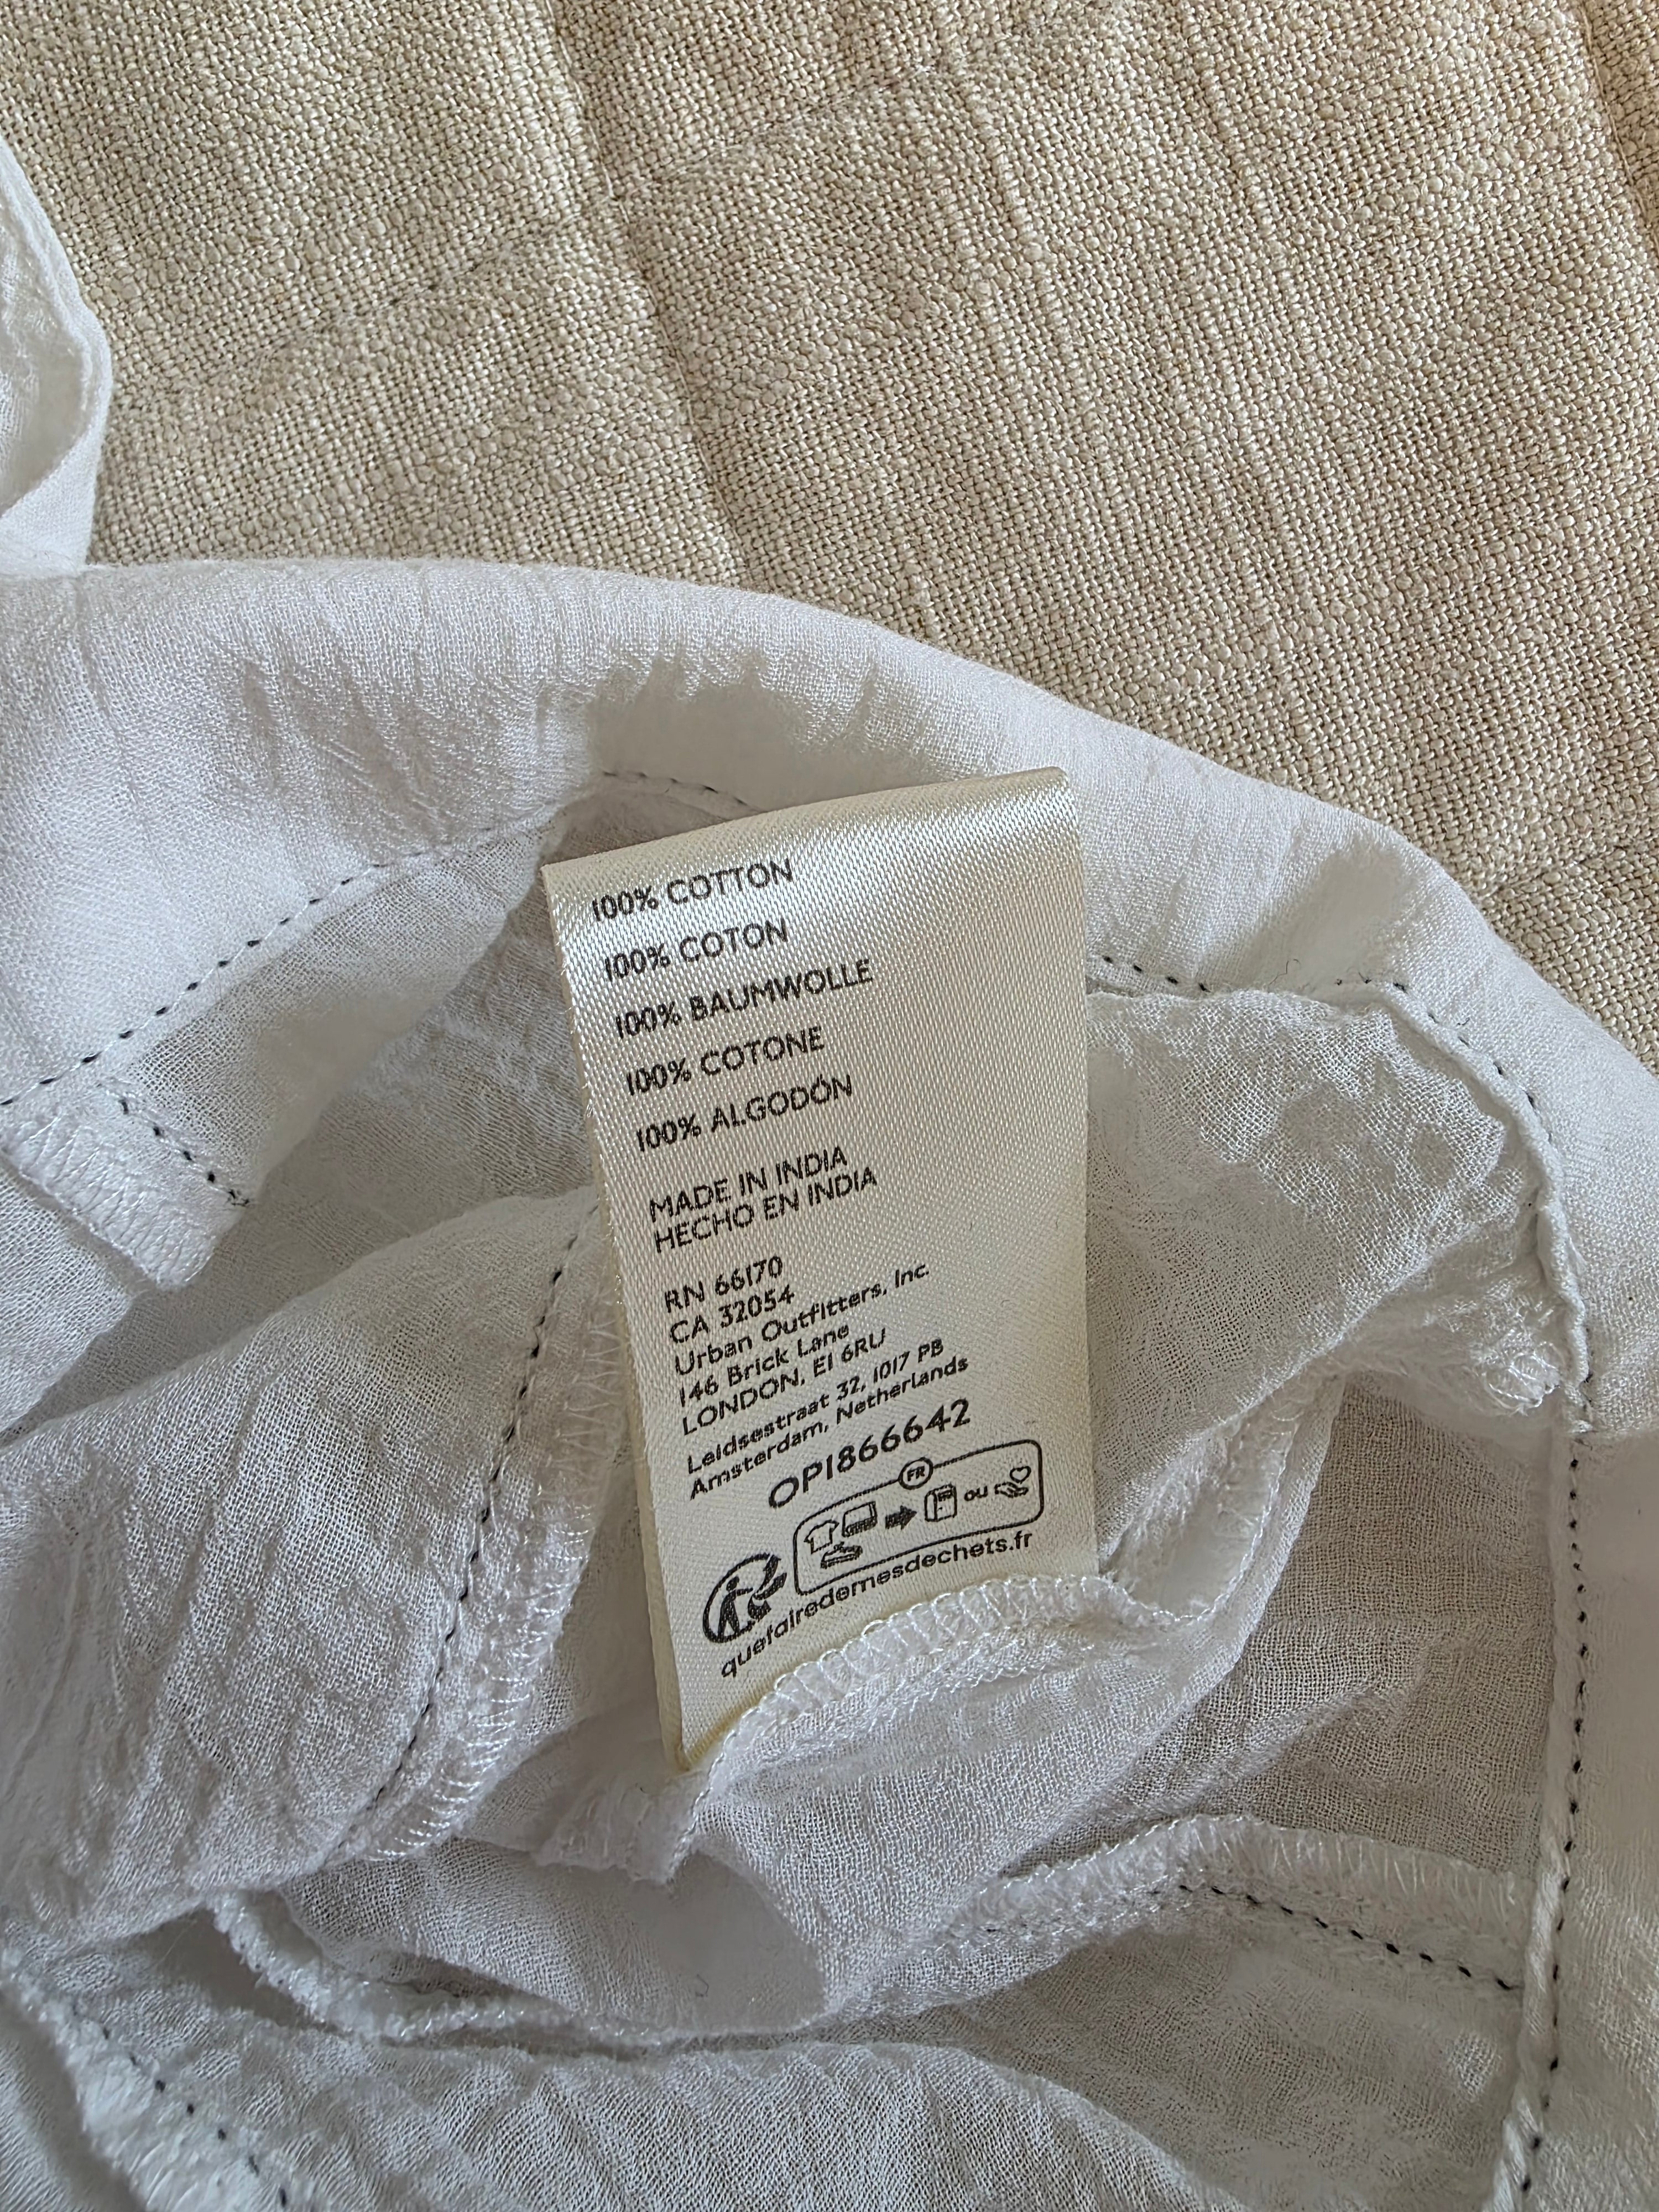 100% COTTON
100% COTON
100% BAUMWOLLE
100% COTONE
100% ALGODÓN
MADE IN INDIA
HECHO EN INDIA
RN 66170
CA 32054
Urban Outfitters, Inc.
146 Brick Lane
LONDON, E1 6RU
Leidsestraat 32, 1017 PB
Amsterdam, Netherlands
OP1866642
FR
ou
quefairedemesdechets.fr